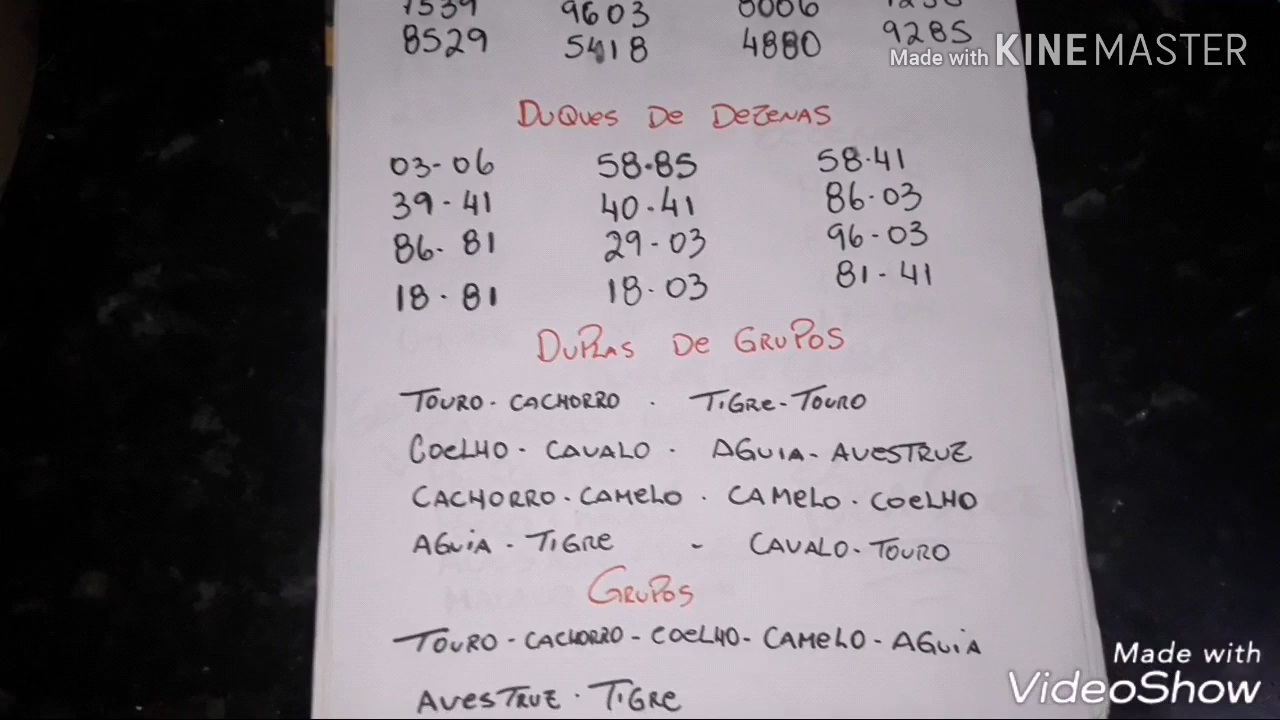 7539 9603 8006
8529 5418 4880 9285
Made with KINEMASTER
DUQUES DE DEZENAS
03-06 58-85 58-41
39-41 40-41 86-03
86-81 29-03 96-03
18-81 18-03 81-41
DUPLAS DE GRUPOS
TOURO-CACHORRO . TIGRE-TOURO
COELHO-CAVALO . AGUIA-AVESTRUZ
CACHORRO-CAMELO . CAMELO-COELHO
AGUIA-TIGRE - CAVALO-TOURO
GRUPOS
TOURO-CACHORRO-COELHO-CAMELO-AGUIA
AVESTRUZ-TIGRE
Made with
VideoShow